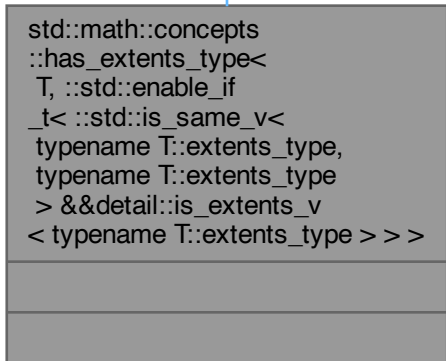 std::math::concepts
::has_extents_type<
T, ::std::enable_if
_t< ::std::is_same_v<
typename T::extents_type,
typename T::extents_type
> &&detail::is_extents_v
< typename T::extents_type > > >